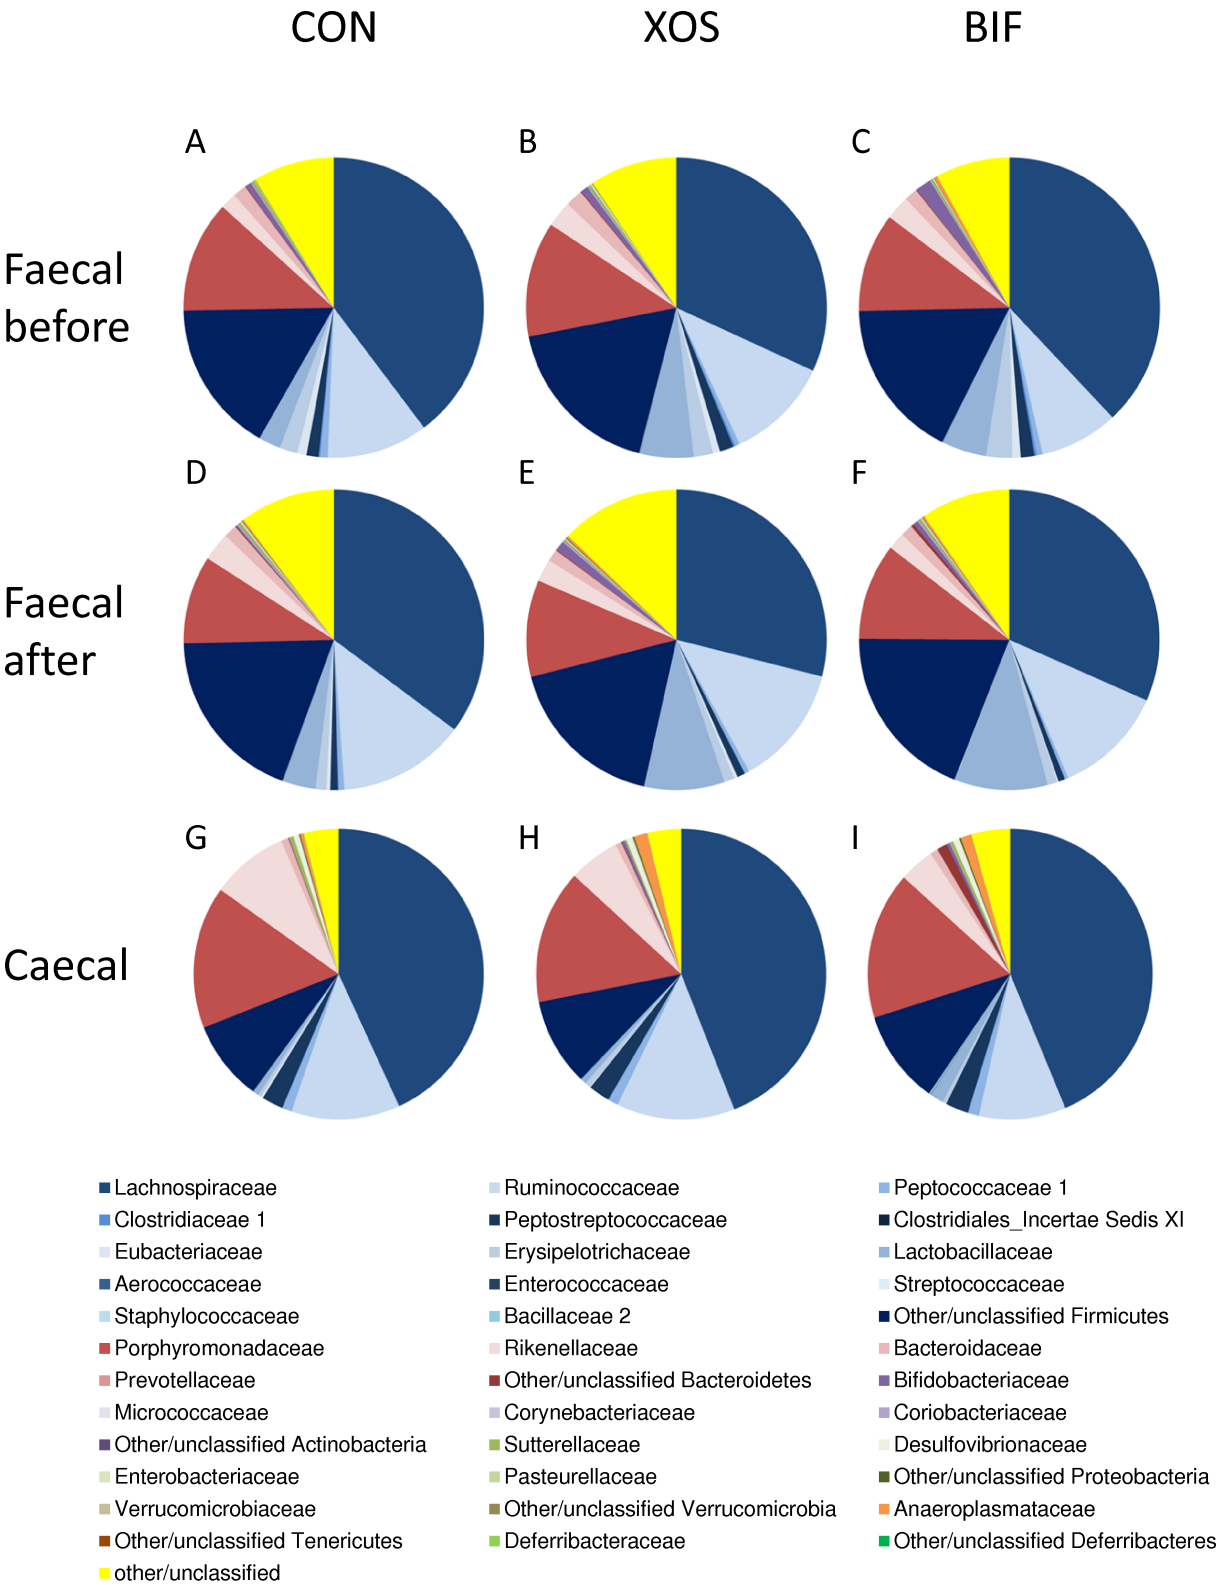 CON XOS BIF
A B C
Faecal
before
D E F
Faecal
after
G H I
Caecal
Lachnospiraceae Ruminococcaceae Peptococcaceae 1
Clostridiaceae 1 Peptostreptococcaceae Clostridiales_Incertae Sedis XI
Eubacteriaceae Erysipelotrichaceae Lactobacillaceae
Aerococcaceae Enterococcaceae Streptococcaceae
Staphylococcaceae Bacillaceae 2 Other/unclassified Firmicutes
Porphyromonadaceae Rikenellaceae Bacteroidaceae
Prevotellaceae Other/unclassified Bacteroidetes Bifidobacteriaceae
Micrococcaceae Corynebacteriaceae Coriobacteriaceae
Other/unclassified Actinobacteria Sutterellaceae Desulfovibrionaceae
Enterobacteriaceae Pasteurellaceae Other/unclassified Proteobacteria
Verrucomicrobiaceae Other/unclassified Verrucomicrobia Anaeroplasmataceae
Other/unclassified Tenericutes Deferribacteraceae Other/unclassified Deferribacteres
other/unclassified